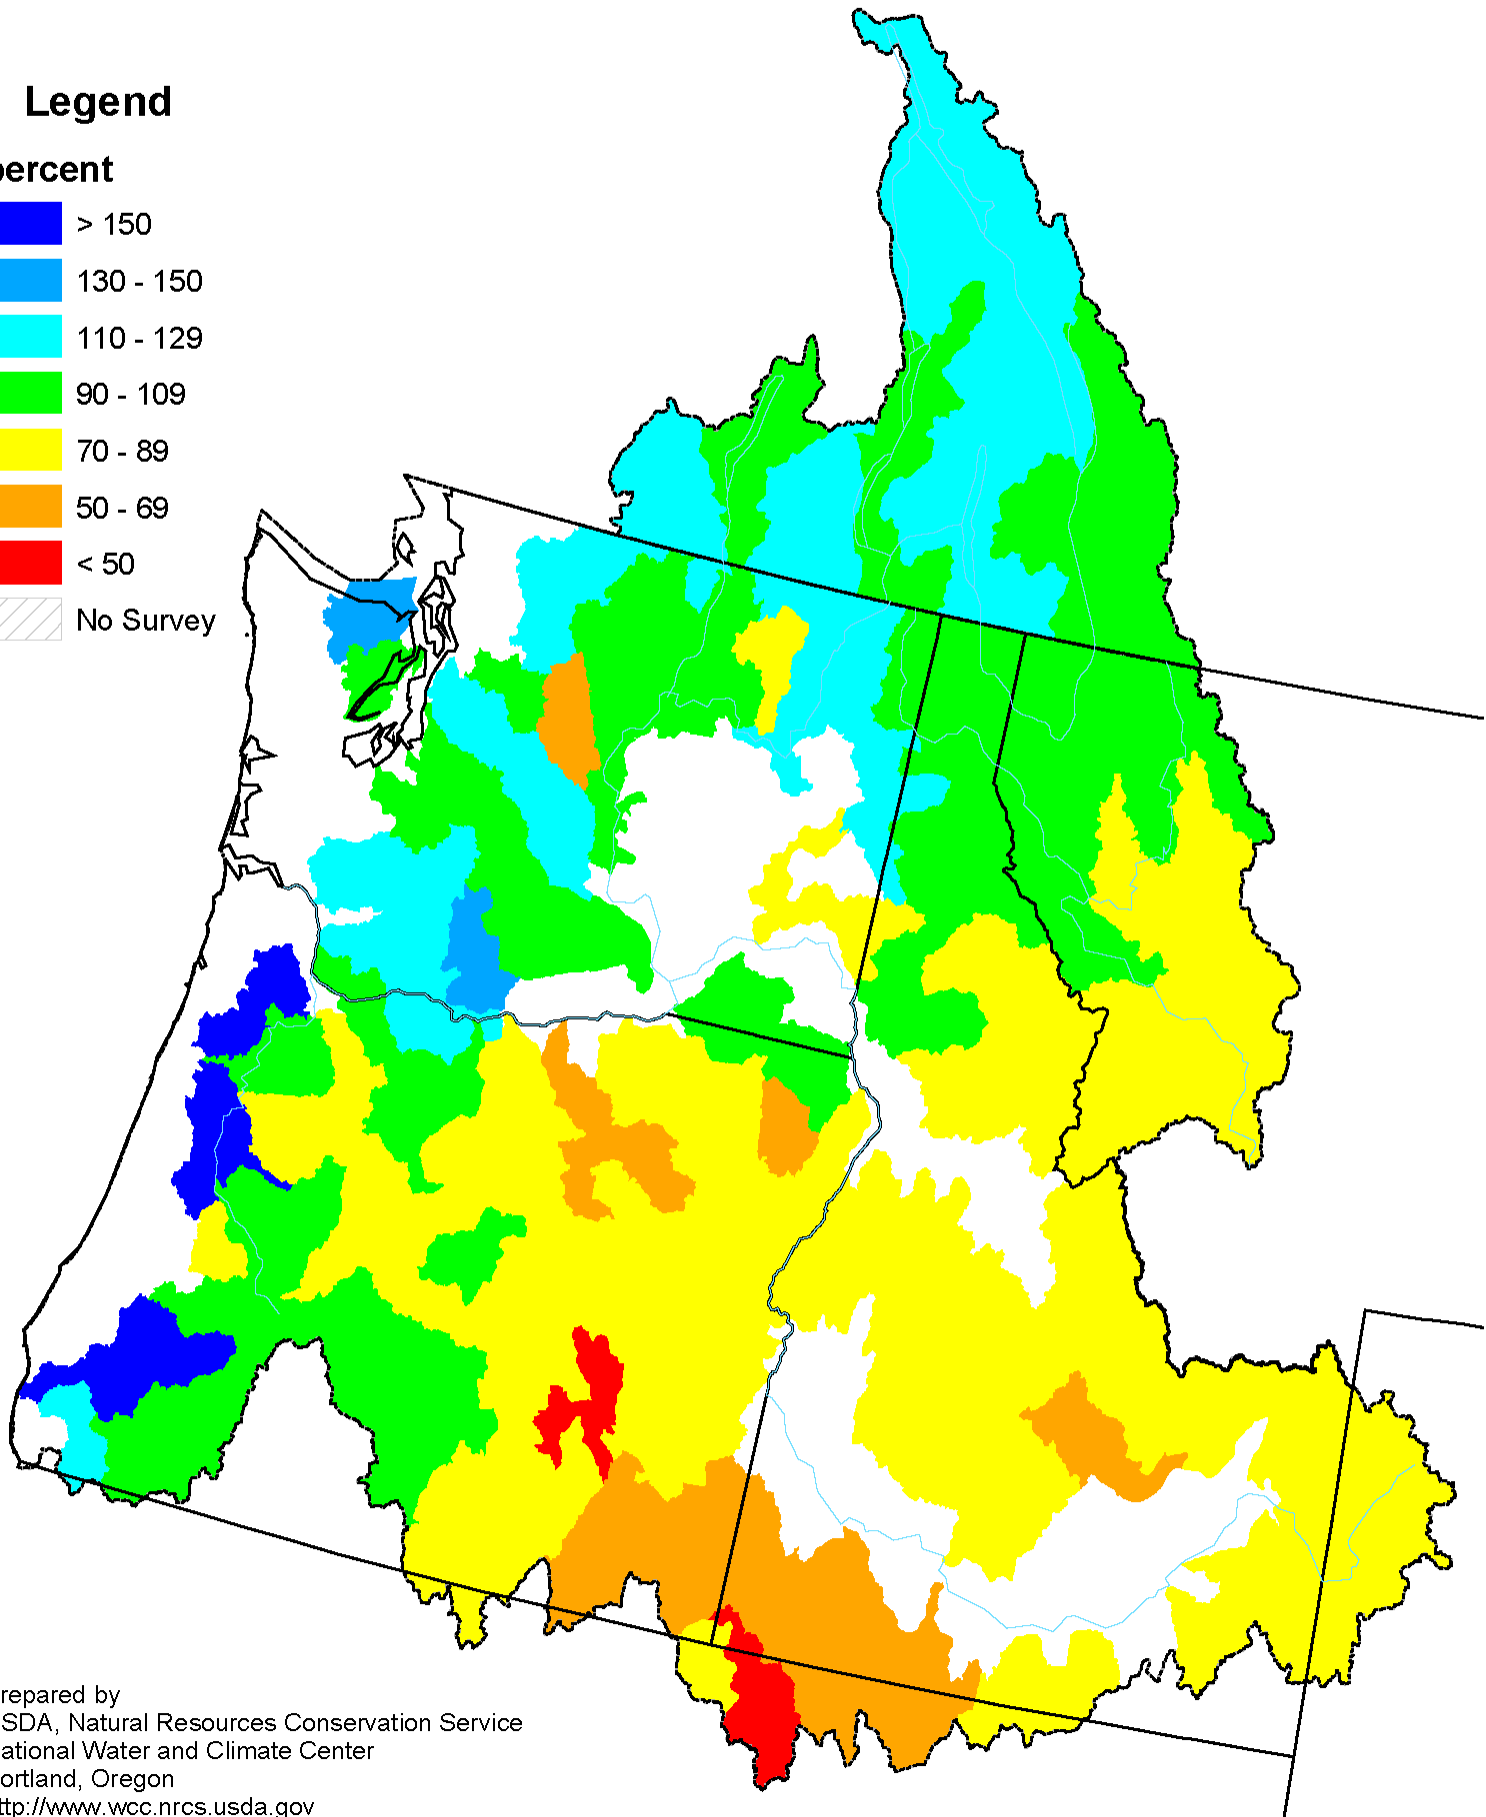 Legend
percent
> 150
130 - 150
110 - 129
90 - 109
70 - 89
50 - 69
< 50
No Survey
repared by
SDA, Natural Resources Conservation Service
ational Water and Climate Center
ortland, Oregon
ttp://www.wcc.nrcs.usda.gov